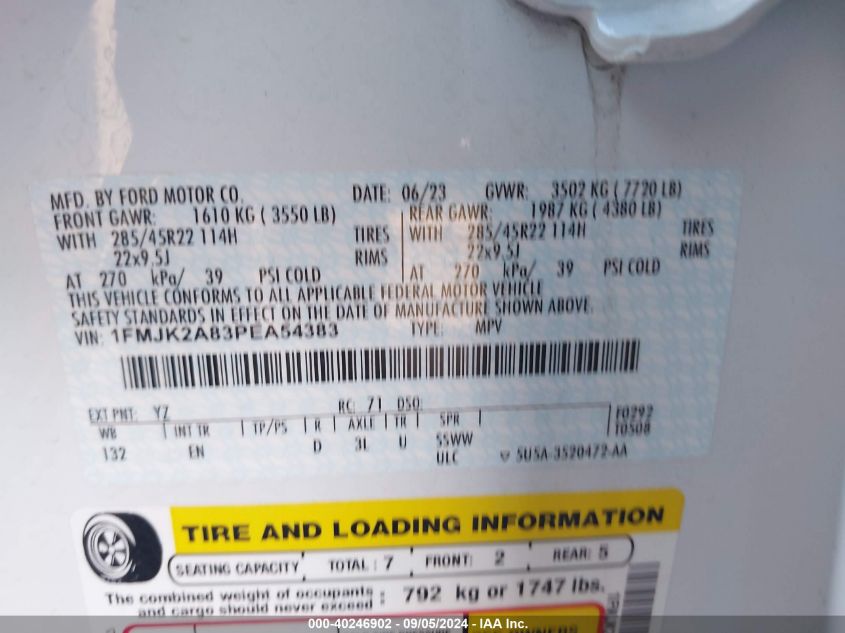 MFD. BY FORD MOTOR CO. DATE: 06/23 GVWR: 3502 KG ( 7720 LB)
FRONT GAWR: 1610 KG ( 3550 LB) REAR GAWR: 1987 KG ( 4380 LB)
WITH 285/45R22 114H TIRES WITH 285/45R22 114H TIRES
22x9.5J RIMS 22x9.5J RIMS
AT 270 kPa/ 39 PSI COLD AT 270 kPa/ 39 PSI COLD
THIS VEHICLE CONFORMS TO ALL APPLICABLE FEDERAL MOTOR VEHICLE
SAFETY STANDARDS IN EFFECT ON THE DATE OF MANUFACTURE SHOWN ABOVE.
VIN: 1FMJK2A83PEA54383 TYPE: MPV
EXT PNT: YZ RC: 71 DSO: F0292
WB INT TR TP/PS R AXLE TR SPR T0508
132 EN D 3L U SSWW
ULC 5U5A-3520472-AA
TIRE AND LOADING INFORMATION
SEATING CAPACITY TOTAL : 7 FRONT: 2 REAR: 5
The combined weight of occupants : 792 kg or 1747 lbs.
and cargo should never exceed
000-40246902 - 09/05/2024 - IAA Inc.